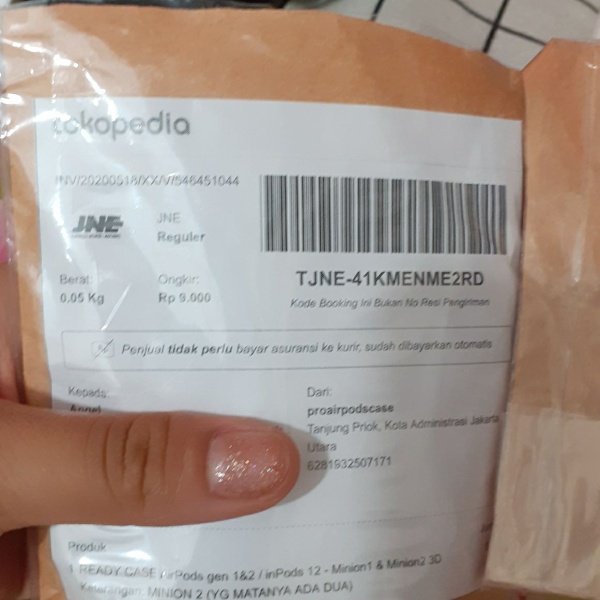 tokopedia
INV/20200518/XX/V/546451044
JNE
JNE
Reguler
Berat:
Ongkir:
0.05 Kg
Rp 9.000
TJNE-41KMENME2RD
Kode Booking Ini Bukan No Resi Pengiriman
Penjual tidak perlu bayar asuransi ke kurir, sudah dibayarkan otomatis
Kepada:
Dari:
proairpodscase
Tanjung Priok, Kota Administrasi Jakarta
Utara
6281932507171
Produk
1 READY CASE AirPods gen 1&2 / inPods 12 - Minion1 & Minion2 3D
Keterangan: MINION 2 (YG MATANYA ADA DUA)